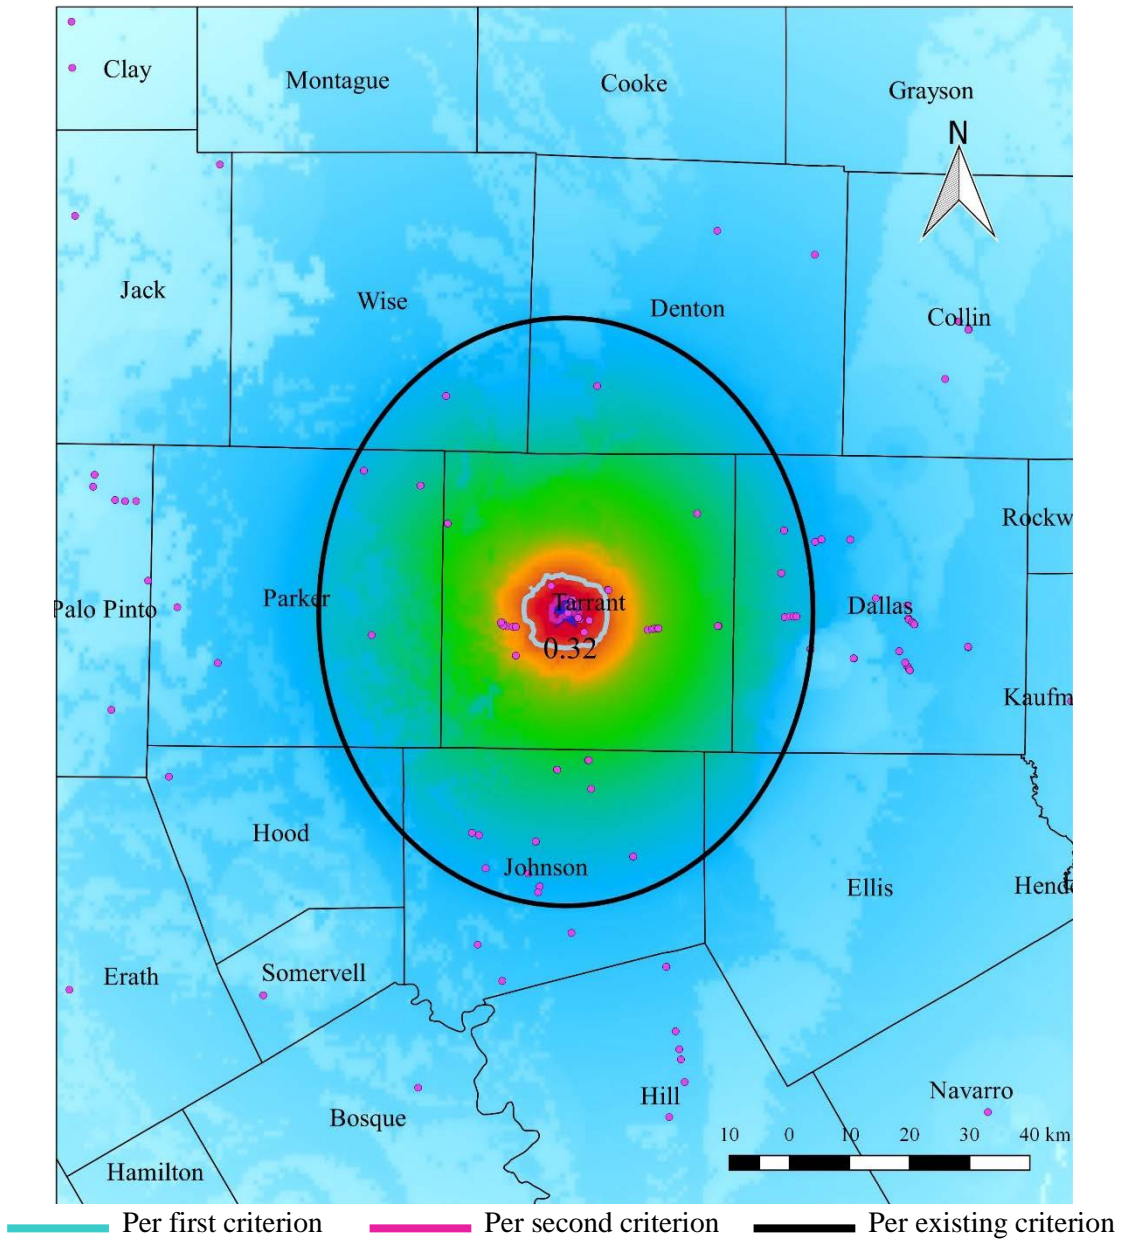 Clay
Montague
Cooke
Grayson
N
Jack
Wise
Denton
Collin
Rockw
Palo Pinto
Parker
Tarrant
Dallas
0.32
Kaufm
Hood
Johnson
Ellis
Hend
Erath
Somervell
Hill
Navarro
Bosque
10 0 10 20 30 40 km
Hamilton
Per first criterion Per second criterion Per existing criterion